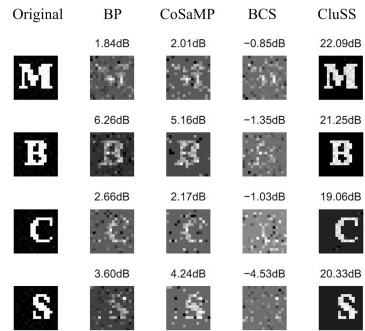 Original BP CoSaMP BCS CluSS
1.84dB 2.01dB −0.85dB 22.09dB
M M
6.26dB 5.16dB −1.35dB 21.25dB
B B B B
2.66dB 2.17dB −1.03dB 19.06dB
C C C C
3.60dB 4.24dB −4.53dB 20.33dB
S S S S